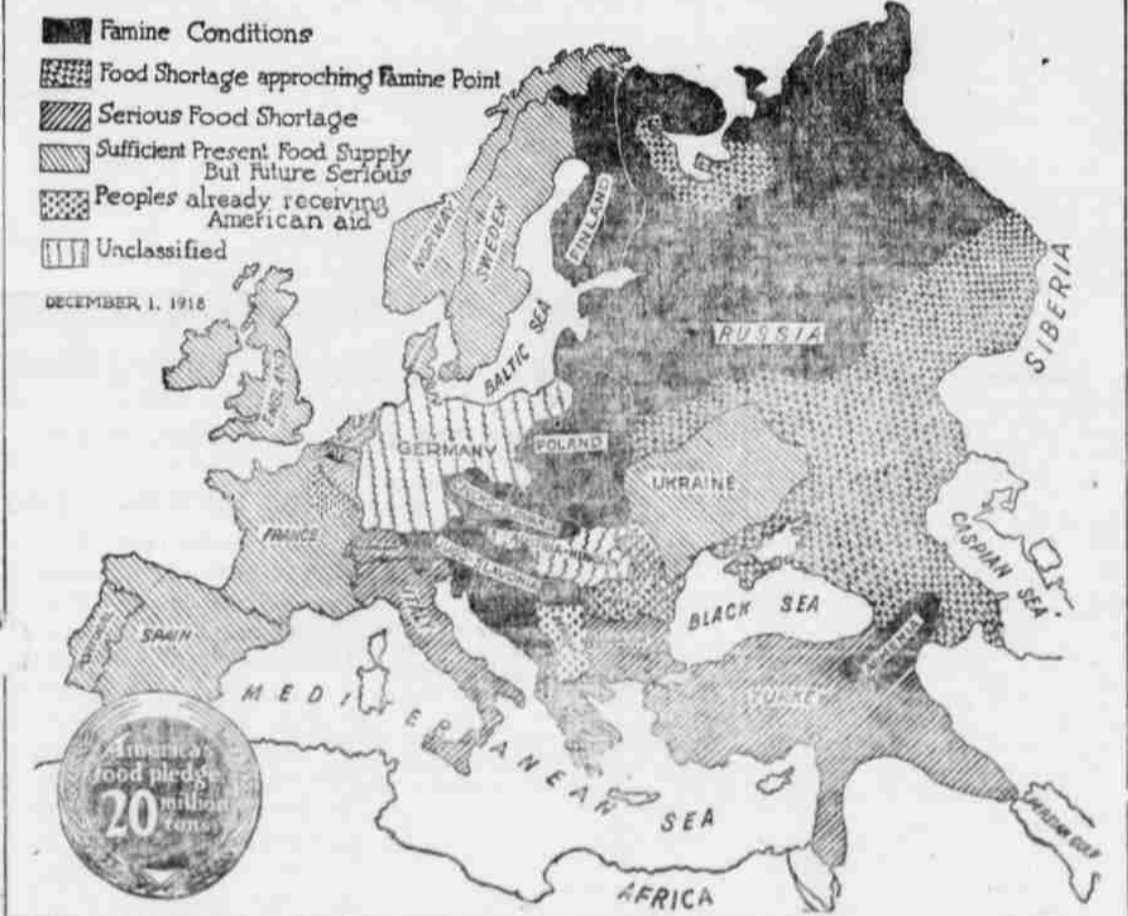 Famine Conditions
Food Shortage approching Famine Point
Serious Food Shortage
Sufficient Present Food Supply
But Future Serious
Peoples already receiving
American aid
Unclassified
DECEMBER 1. 1918
NORWAY
SWEDEN
FINLAND
RUSSIA
SIBERIA
BALTIC SEA
ENGLAND
GERMANY
POLAND
UKRAINE
FRANCE
CASPIAN SEA
ITALY
BLACK SEA
SPAIN
PORTUGAL
ARMENIA
TURKEY
MEDITERRANEAN SEA
America's
food pledge
20 million
tons
AFRICA